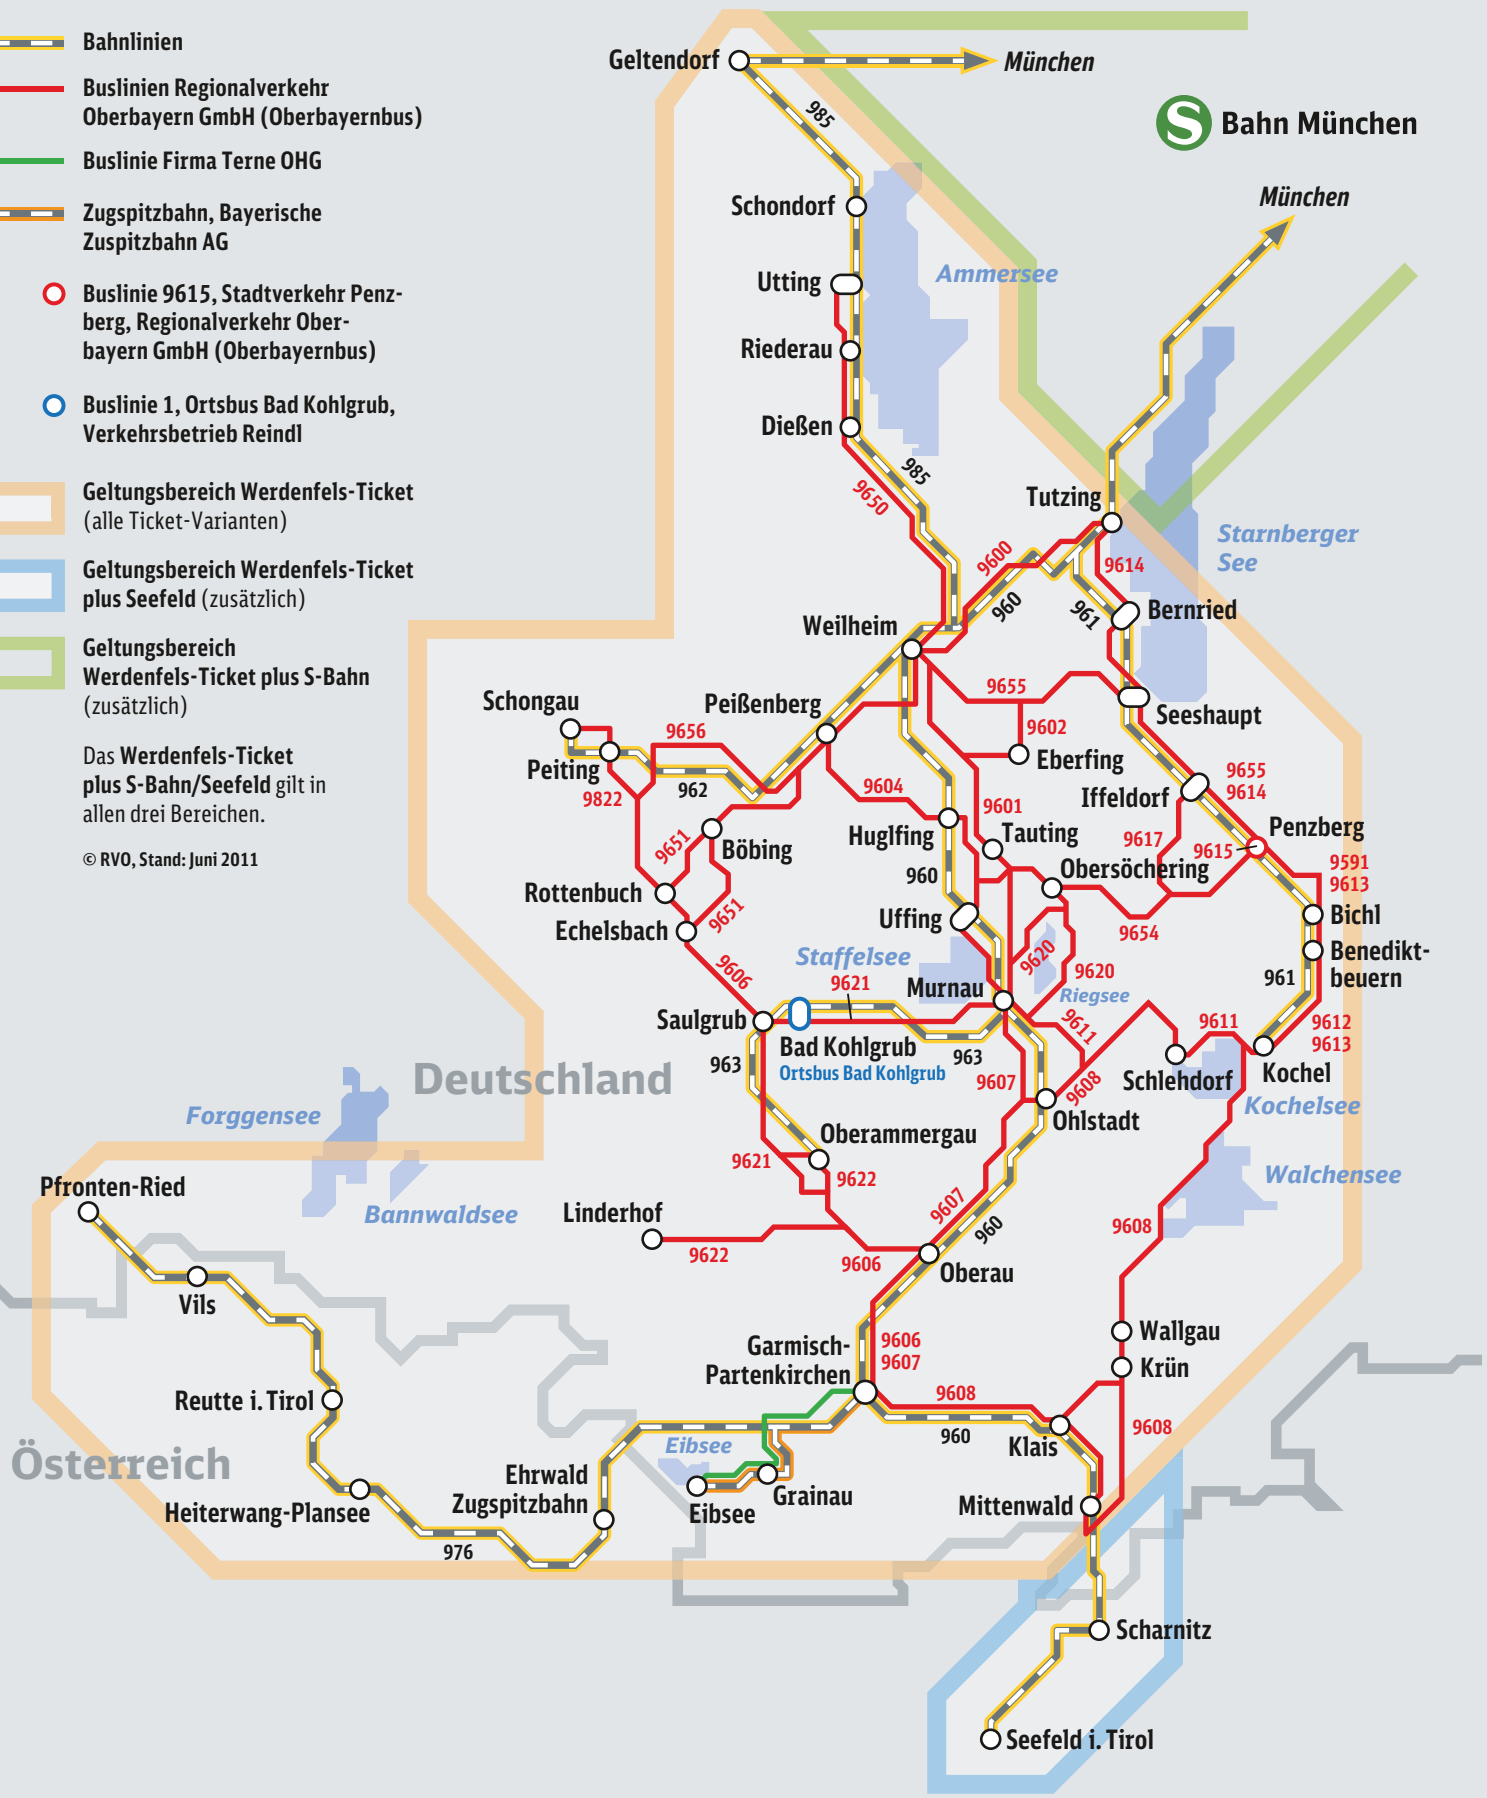 Bahnlinien
Buslinien Regionalverkehr
Oberbayern GmbH (Oberbayernbus)
Buslinie Firma Terne OHG
Zugspitzbahn, Bayerische
Zuspitzbahn AG
Buslinie 9615, Stadtverkehr Penz-
berg, Regionalverkehr Ober-
bayern GmbH (Oberbayernbus)
Buslinie 1, Ortsbus Bad Kohlgrub,
Verkehrsbetrieb Reindl
Geltungsbereich Werdenfels-Ticket
(alle Ticket-Varianten)
Geltungsbereich Werdenfels-Ticket
plus Seefeld (zusätzlich)
Geltungsbereich
Werdenfels-Ticket plus S-Bahn
(zusätzlich)
Das Werdenfels-Ticket
plus S-Bahn/Seefeld gilt in
allen drei Bereichen.
© RVO, Stand: Juni 2011
Geltendorf
München
985
S Bahn München
München
Schondorf
Utting
Ammersee
Riederau
Dießen
985
9650
Tutzing
Starnberger
See
9600
9614
960
961
Bernried
Weilheim
9655
Seeshaupt
9602
Schongau
Peißenberg
9656
Eberfing
Peiting
962
9822
9604
Iffeldorf
9655
9614
9601
Huglfing
Tauting
9617
9615
Penzberg
9651
Böbing
Obersöchering
9591
9613
960
Rottenbuch
9651
Uffing
Bichl
Echelsbach
9654
Benedikt-
beuern
9606
Staffelsee
9621
9620
9620
961
Murnau
Riegsee
Saulgrub
9611
9611
9612
9613
Bad Kohlgrub
Ortsbus Bad Kohlgrub
963
963
Deutschland
9607
9608
Schlehdorf
Kochel
Kochelsee
Forggensee
Ohlstadt
Oberammergau
9621
9622
Walchensee
Pfronten-Ried
Bannwaldsee
Linderhof
9607
960
9608
9622
9606
Oberau
Vils
Wallgau
Garmisch-
Partenkirchen
9606
9607
Krün
Reutte i. Tirol
9608
9608
960
Klais
Österreich
Eibsee
Ehrwald
Zugspitzbahn
Grainau
Eibsee
Mittenwald
Heiterwang-Plansee
976
Scharnitz
Seefeld i. Tirol